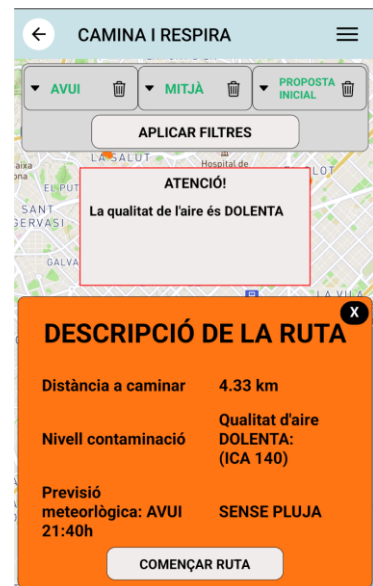 CAMINA I RESPIRA
AVUI
MITJÀ
PROPOSTA
INICIAL
APLICAR FILTRES
LA SALUT
Hospital de
EL PUT
SANT
GERVASI
GALVA
ATENCIÓ!
La qualitat de l'aire és DOLENTA
LA VILA
X
DESCRIPCIÓ DE LA RUTA
Distància a caminar 4.33 km
Nivell contaminació
Qualitat d'aire
DOLENTA:
(ICA 140)
Previsió
meteorlògica: AVUI
21:40h
SENSE PLUJA
COMENÇAR RUTA